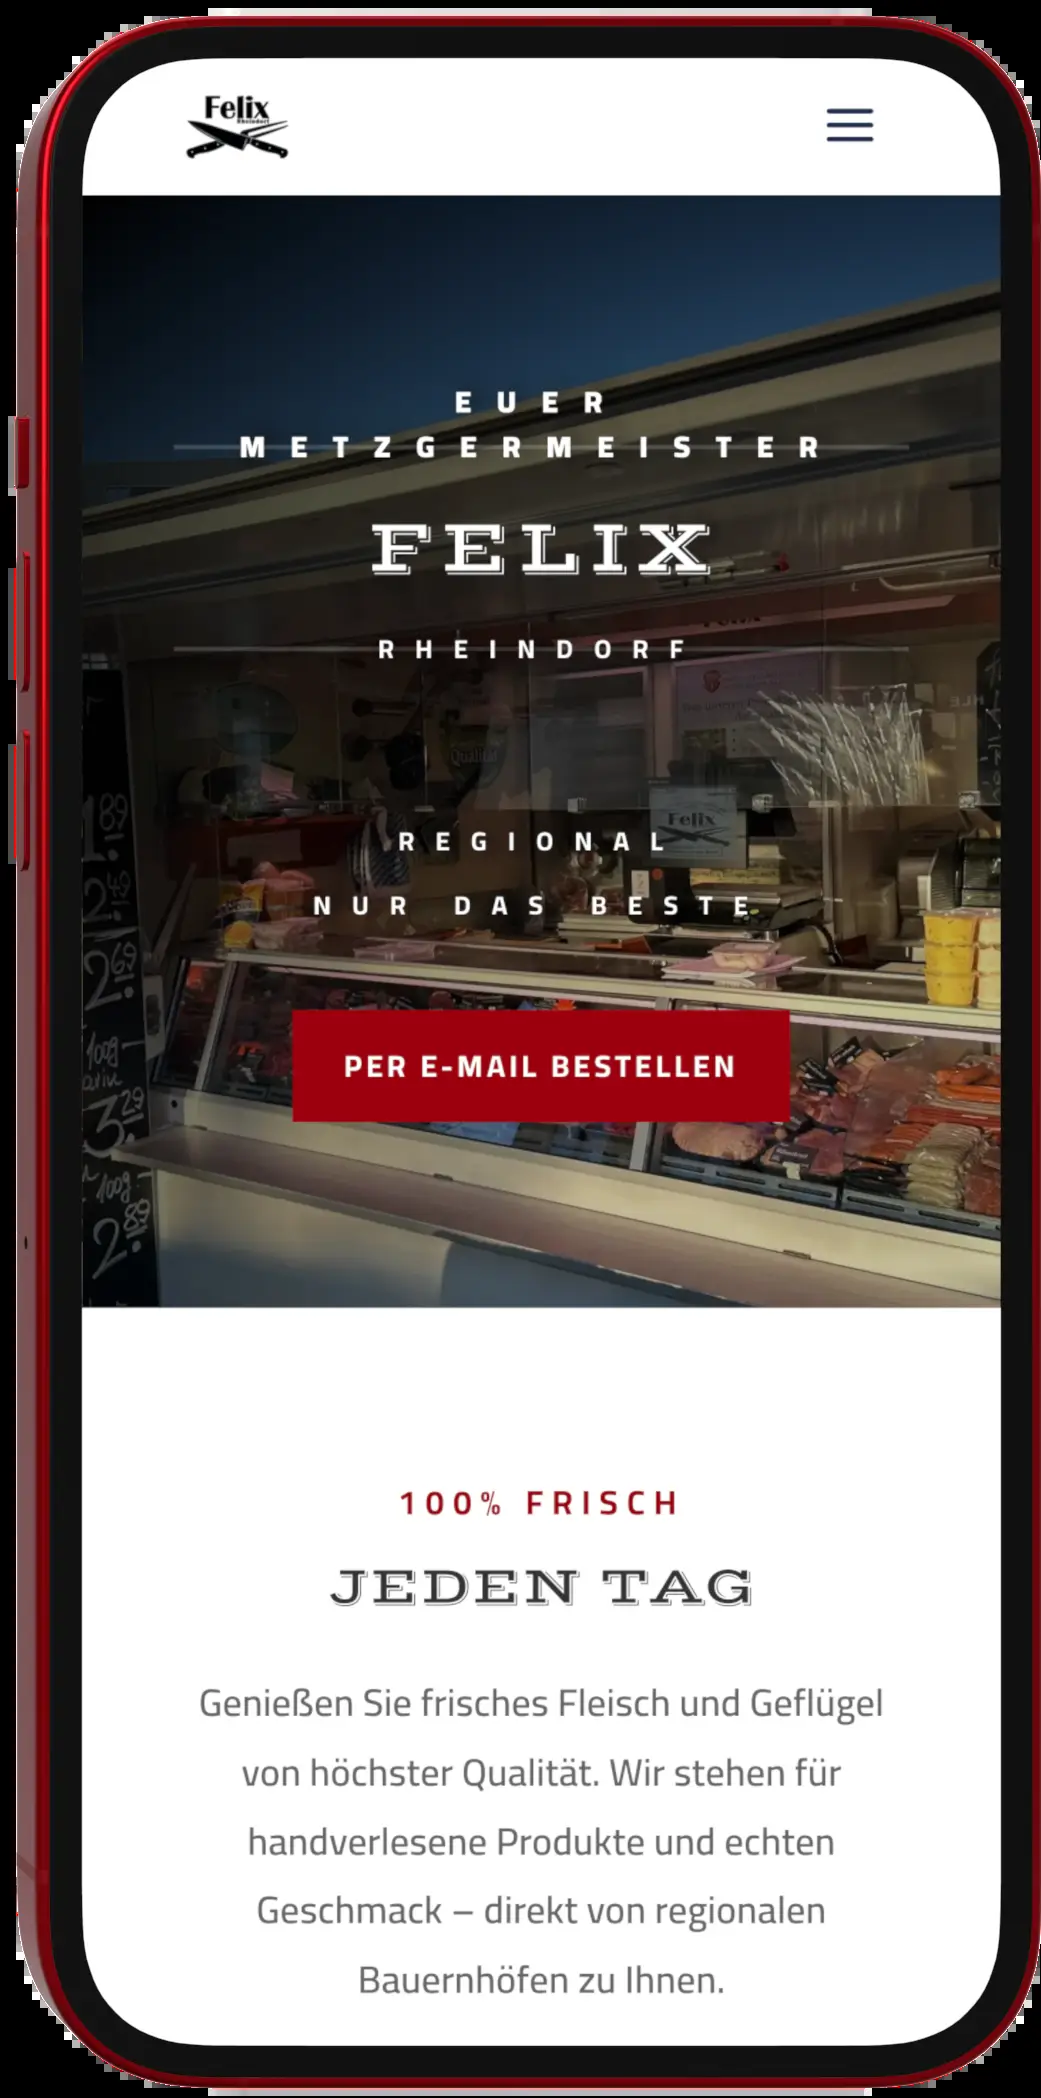 Felix
Rheindorf
EUER
METZGERMEISTER
FELIX
RHEINDORF
Qualität
Felix
REGIONAL
NUR DAS BESTE
1.89
2.49
2.69
100g
3.29
100g
2.89
PER E-MAIL BESTELLEN
100% FRISCH
JEDEN TAG
Genießen Sie frisches Fleisch und Geflügel
von höchster Qualität. Wir stehen für
handverlesene Produkte und echten
Geschmack – direkt von regionalen
Bauernhöfen zu Ihnen.